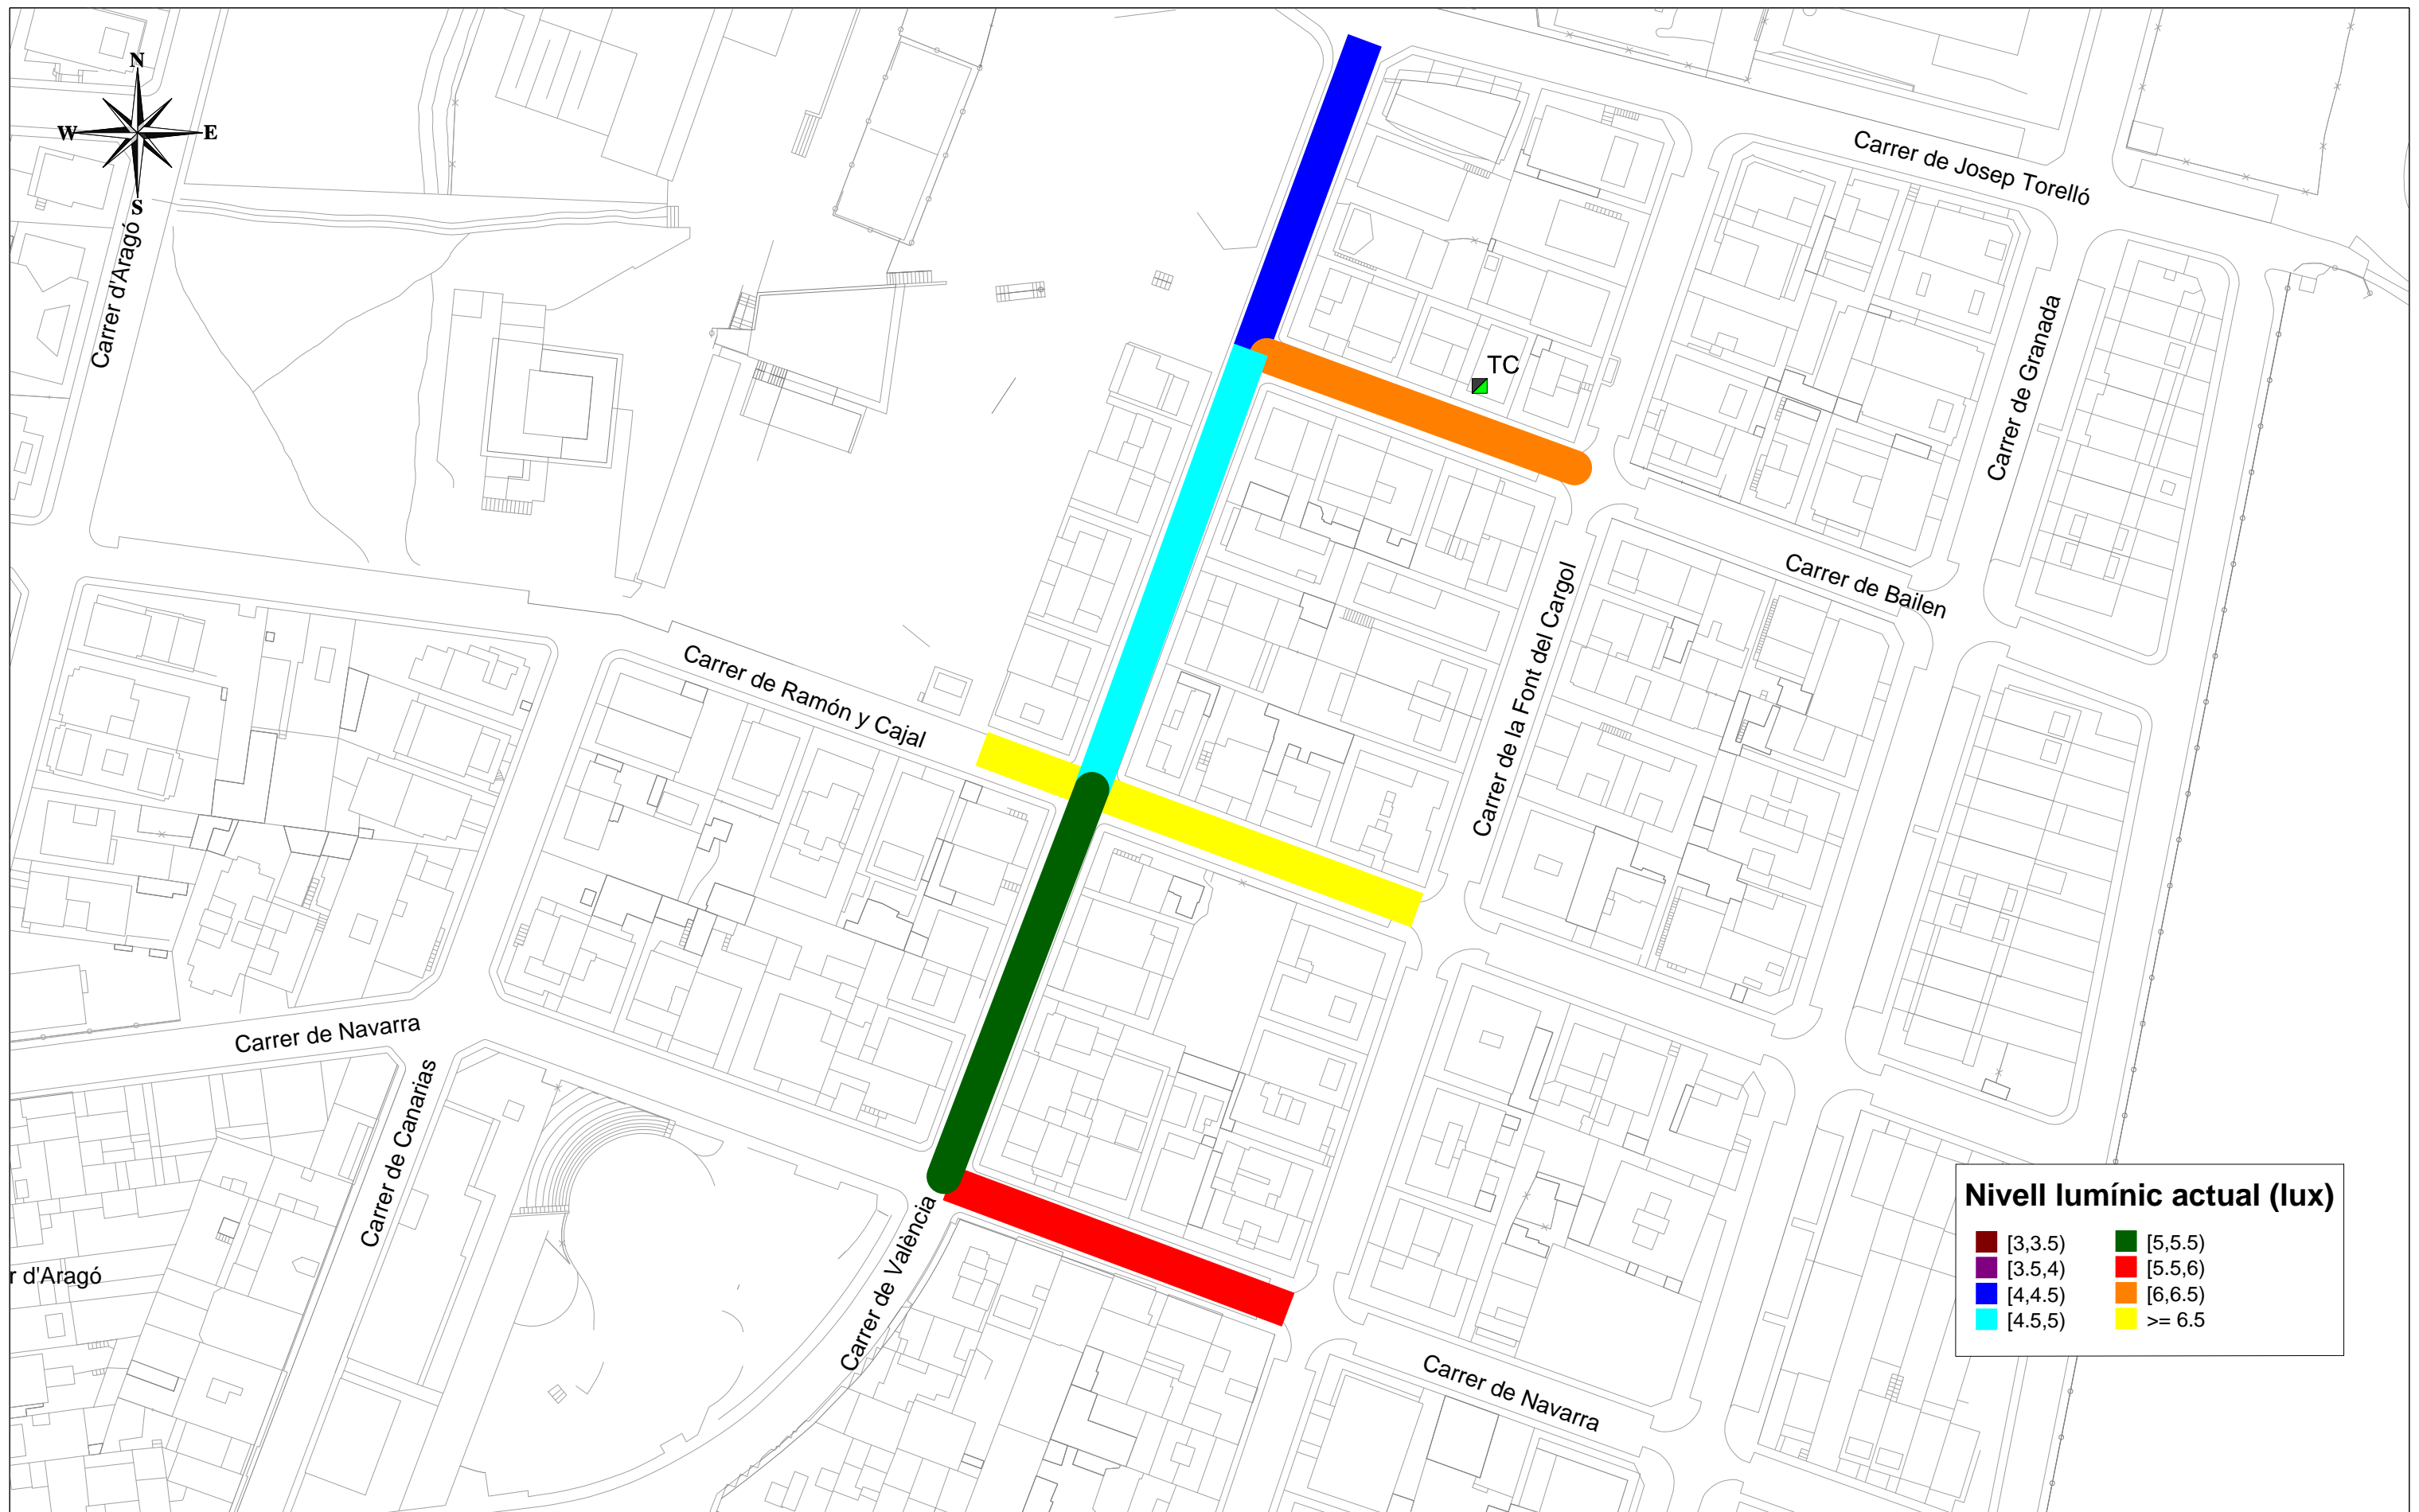 N
W E
S
Carrer d'Aragó
Carrer de Josep Torelló
Carrer de Granada
TC
Carrer de Bailen
Carrer de la Font del Cargol
Carrer de Ramón y Cajal
Carrer de Navarra
Carrer de Canarias
Carrer de València
r d'Aragó
Carrer de Navarra
Nivell lumínic actual (lux)
[3,3.5) [5,5.5)
[3.5,4) [5.5,6)
[4,4.5) [6,6.5)
[4.5,5) >= 6.5